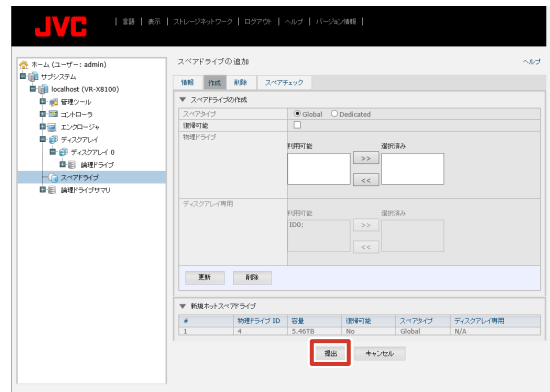 JVC
| 言語 | 表示 | ストレージネットワーク | ログアウト | ヘルプ | バージョン情報 |
ホーム (ユーザー: admin)
サブシステム
localhost (VR-X8100)
管理ツール
コントローラ
エンクロージャ
ディスクアレイ
ディスクアレイ 0
論理ドライブ
スペアドライブ
論理ドライブサマリ
スペアドライブの追加 ヘルプ
情報 作成 削除 スペアチェック
▼ スペアドライブの作成
スペアタイプ Global Dedicated
復帰可能
物理ドライブ
利用可能 選択済み
>>
<<
ディスクアレイ専用
利用可能 選択済み
ID0: >>
<<
更新 削除
▼ 新規ホットスペアドライブ
# 物理ドライブ ID 容量 復帰可能 スペアタイプ ディスクアレイ専用
1 4 5.46TB No Global N/A
提出 キャンセル